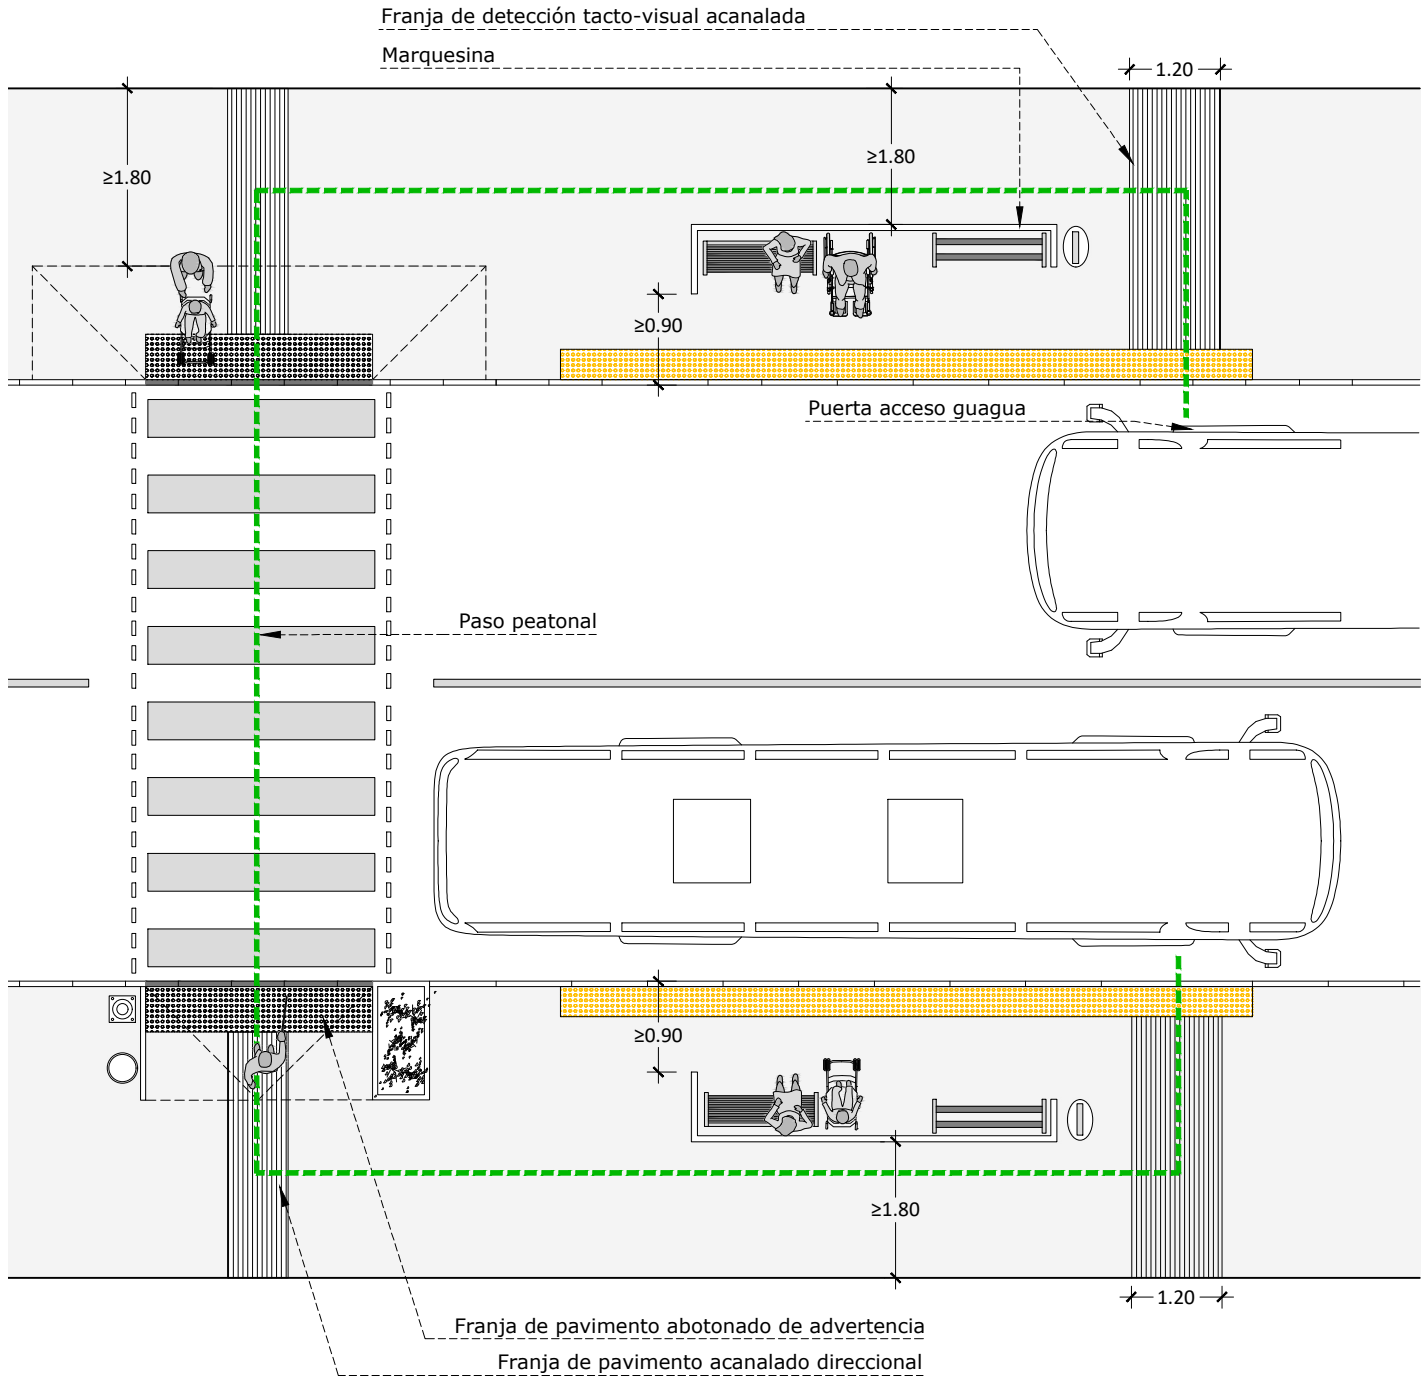 Franja de detección tacto-visual acanalada
Marquesina
1.20
≥1.80
≥1.80
≥0.90
Puerta acceso guagua
Paso peatonal
≥0.90
≥1.80
1.20
Franja de pavimento abotonado de advertencia
Franja de pavimento acanalado direccional